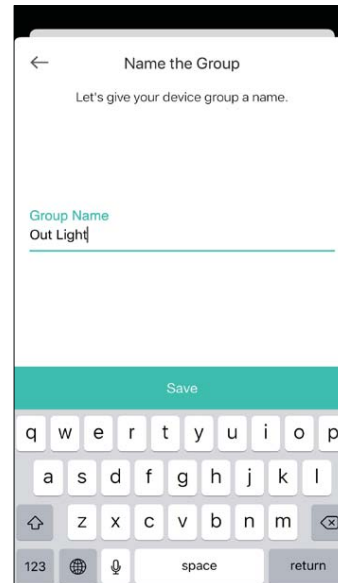 Name the Group
Let's give your device group a name.
Group Name
Out Light
Save
q w e r t y u i o p
a s d f g h j k l
z x c v b n m
123 space return